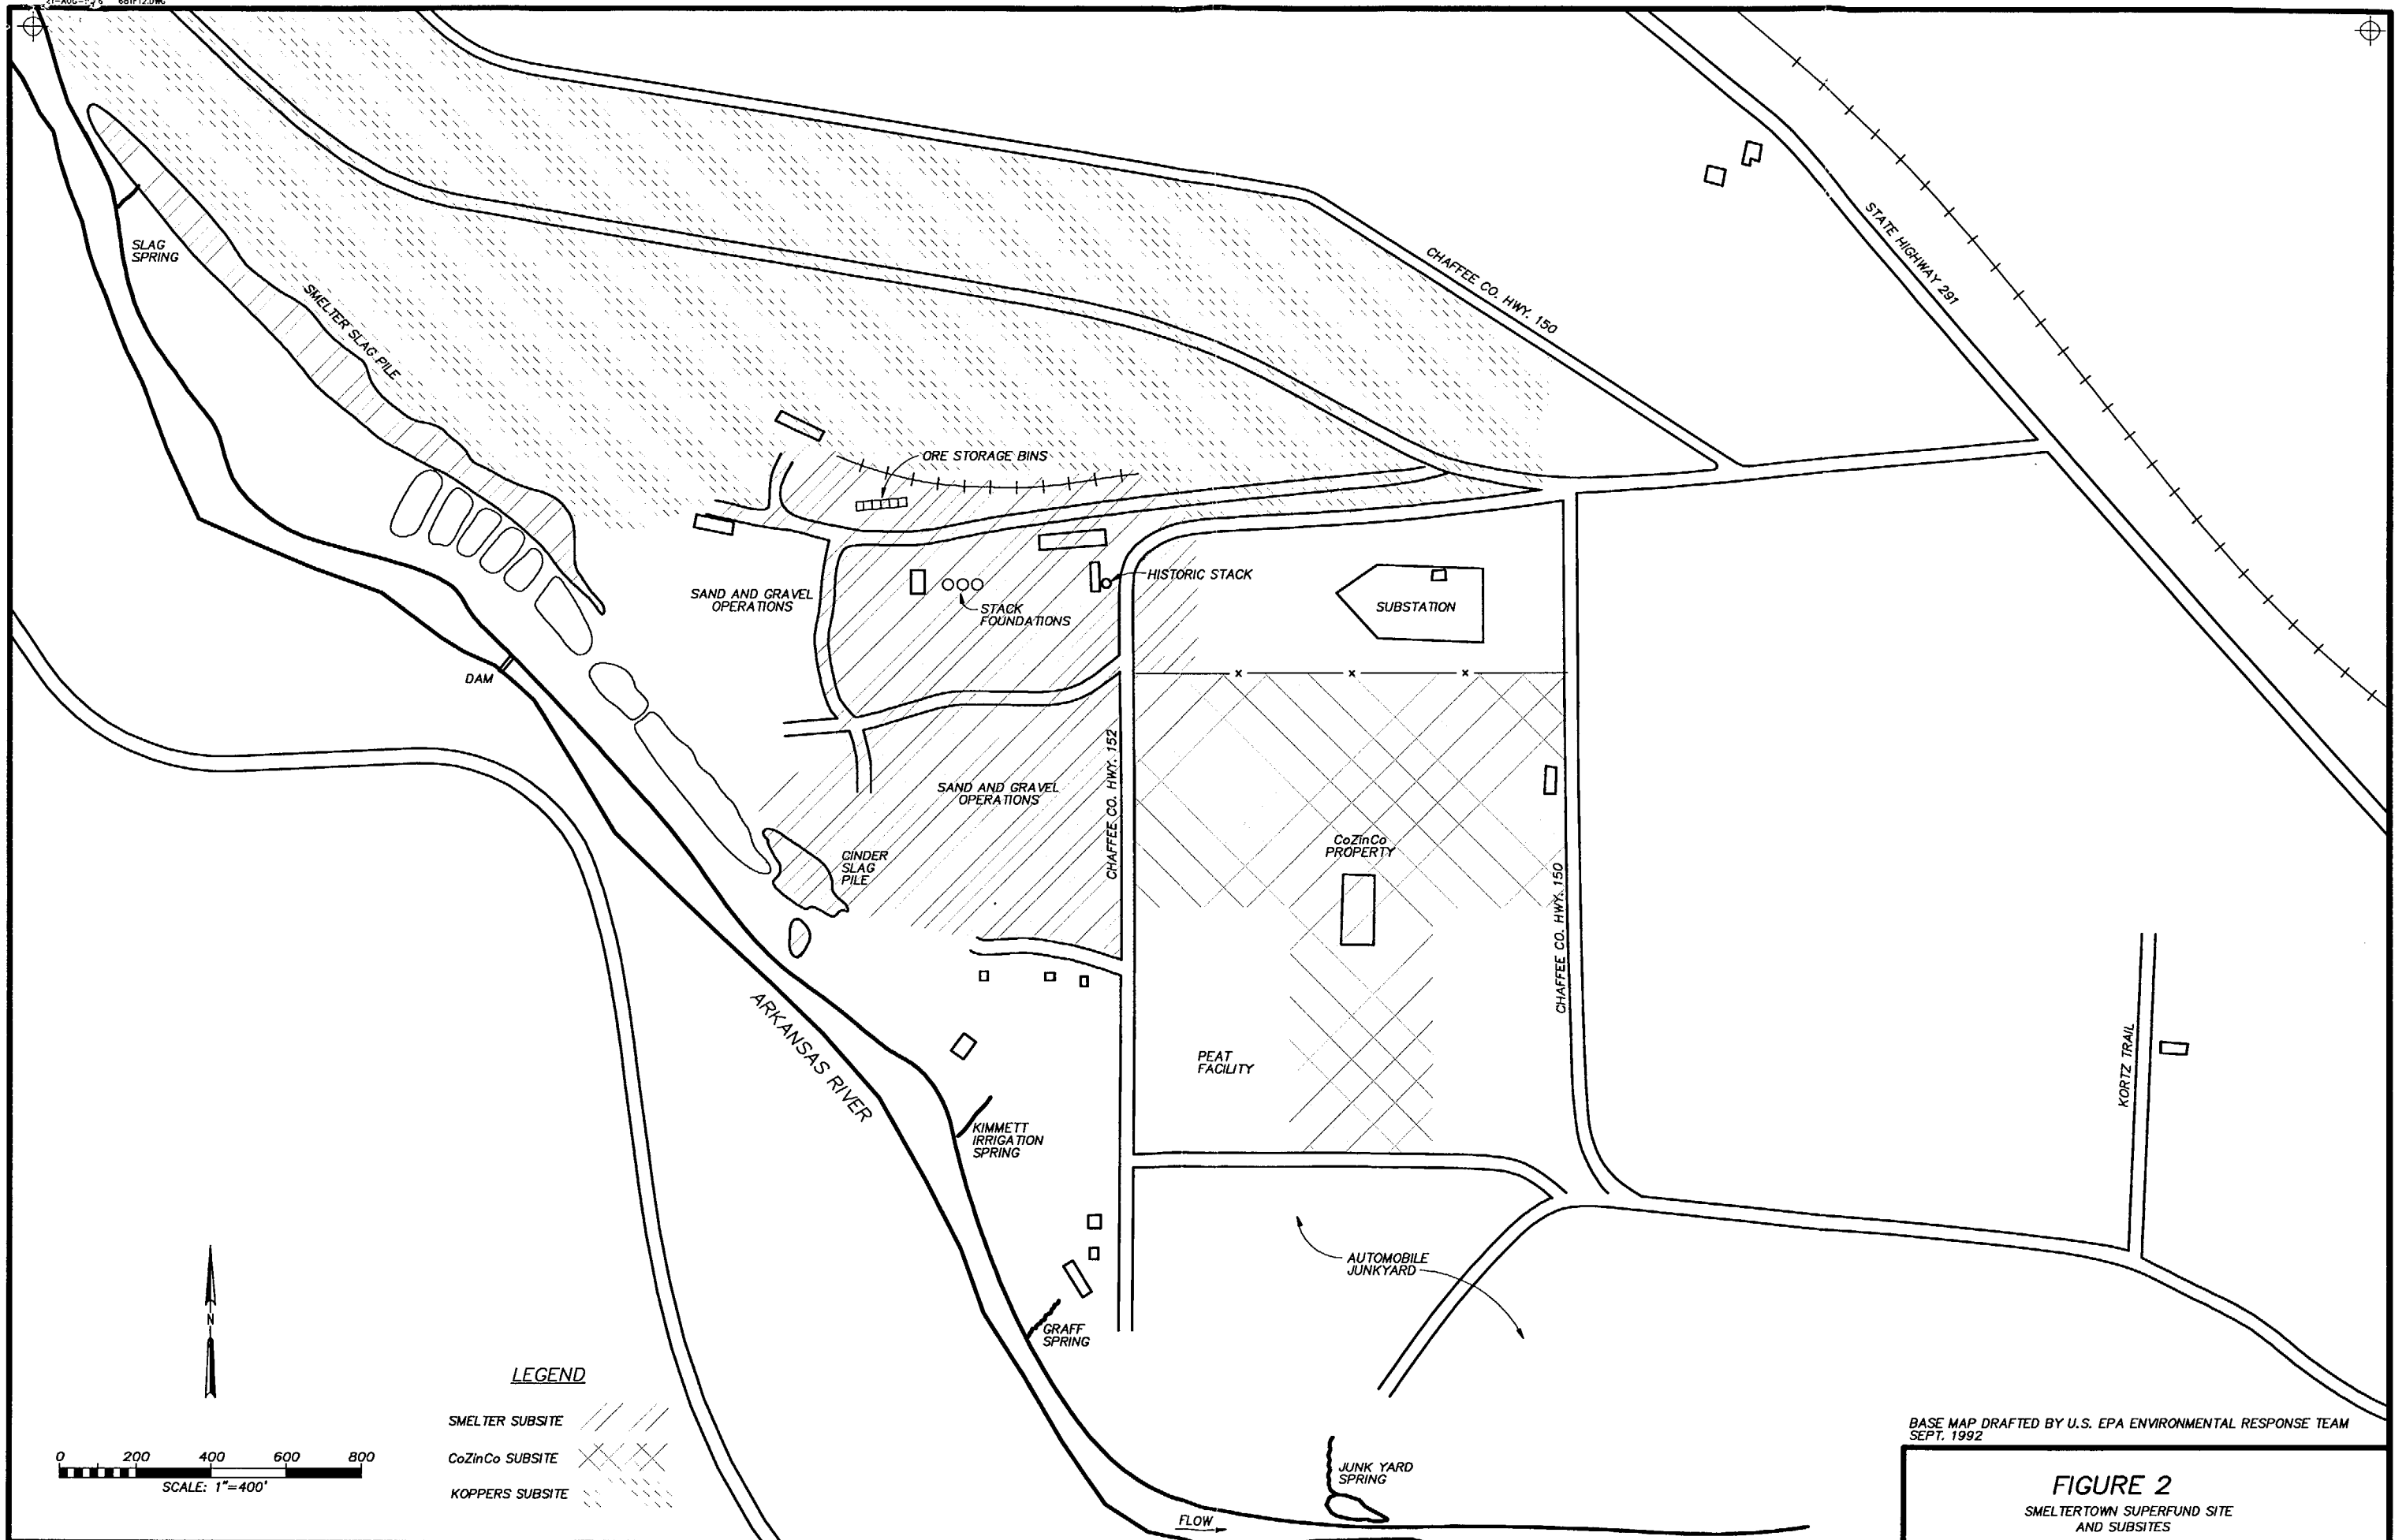 SLAG
SPRING
SMELTER SLAG PILE
CHAFFEE CO. HWY. 150
STATE HIGHWAY 291
ORE STORAGE BINS
HISTORIC STACK
SAND AND GRAVEL
OPERATIONS
STACK
FOUNDATIONS
SUBSTATION
DAM
x x x
CHAFFEE CO. HWY. 152
SAND AND GRAVEL
OPERATIONS
CoZinCo
PROPERTY
CINDER
SLAG
PILE
CHAFFEE CO. HWY. 150
ARKANSAS RIVER
PEAT
FACILITY
KORTZ TRAIL
KIMMETT
IRRIGATION
SPRING
AUTOMOBILE
JUNKYARD
GRAFF
SPRING
N
LEGEND
SMELTER SUBSITE
CoZinCo SUBSITE
KOPPERS SUBSITE
0 200 400 600 800
SCALE: 1"=400'
JUNK YARD
SPRING
FLOW
BASE MAP DRAFTED BY U.S. EPA ENVIRONMENTAL RESPONSE TEAM
SEPT. 1992
FIGURE 2
SMELTERTOWN SUPERFUND SITE
AND SUBSITES